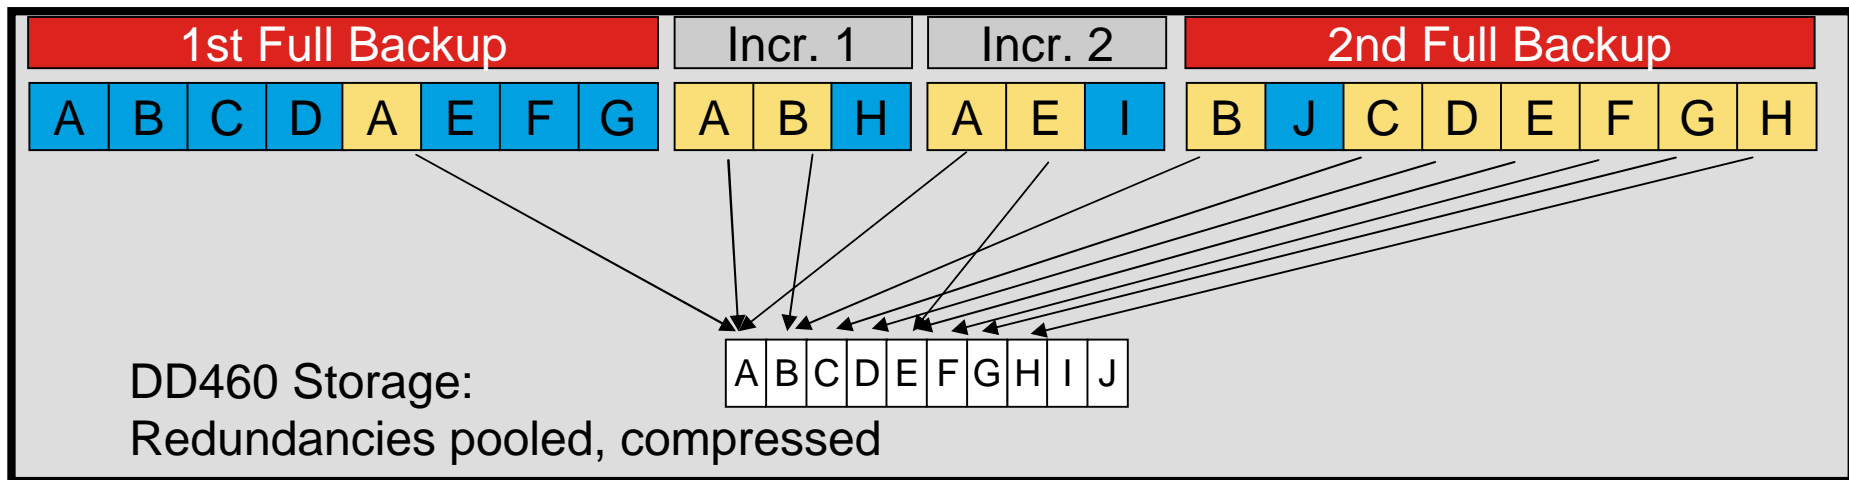 1st Full Backup Incr. 1 Incr. 2 2nd Full Backup
A B C D A E F G A B H A E I B J C D E F G H
A B C D E F G H I J
DD460 Storage:
Redundancies pooled, compressed